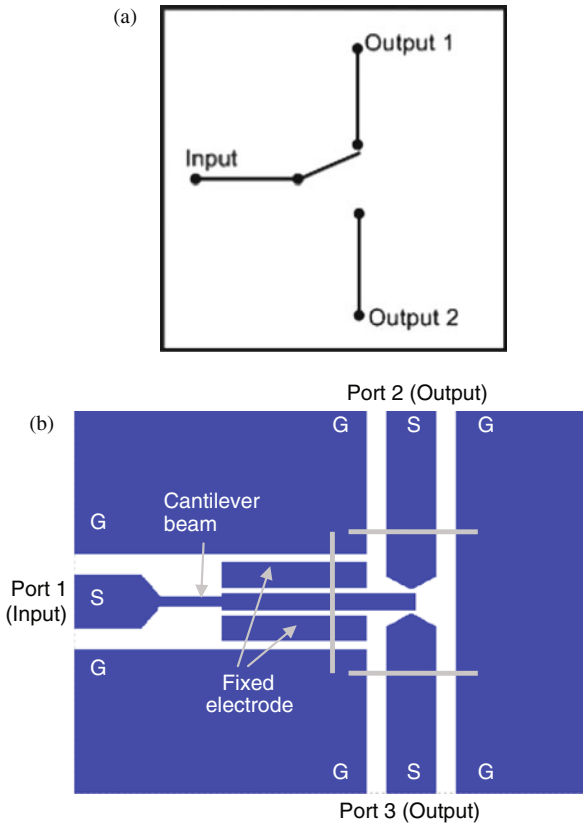 (a)
Output 1
Input
Output 2
Port 2 (Output)
(b)
G S G
Cantilever
beam
G
Port 1
(Input)
S
G
Fixed
electrode
G S G
Port 3 (Output)